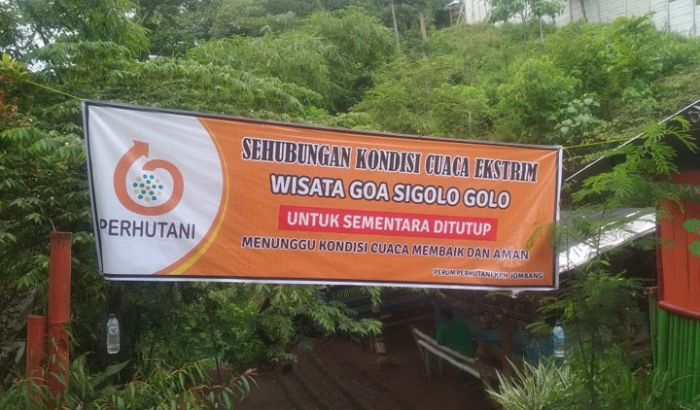 PERHUTANI
SEHUBUNGAN KONDISI CUACA EKSTRIM
WISATA GOA SIGOLO GOLO
UNTUK SEMENTARA DITUTUP
MENUNGGU KONDISI CUACA MEMBAIK DAN AMAN
PERUM PERHUTANI KPH JOMBANG